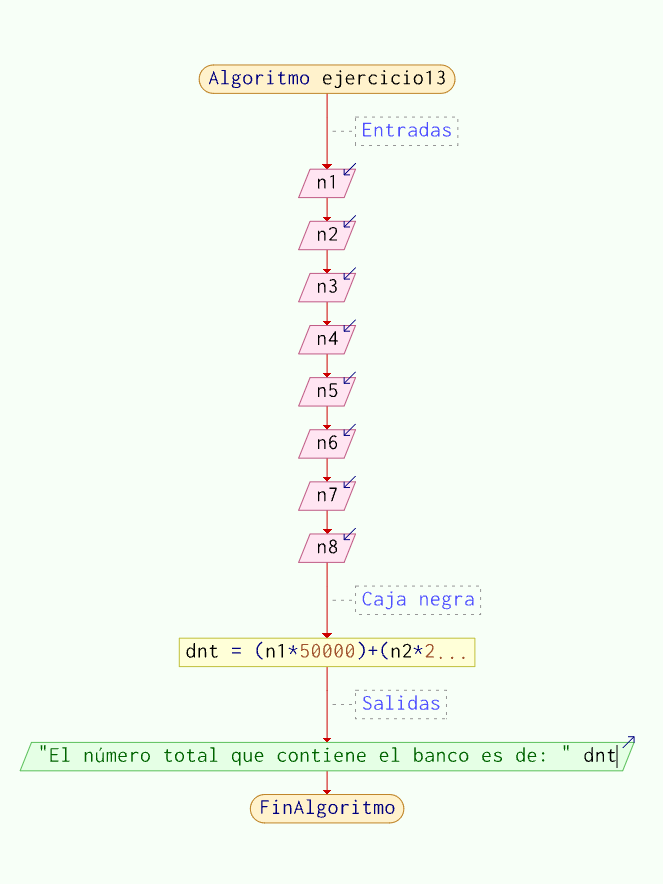 Algoritmo ejercicio13
Entradas
n1
n2
n3
n4
n5
n6
n7
n8
Caja negra
dnt = (n1*50000)+(n2*2...
Salidas
"El número total que contiene el banco es de: " dnt
FinAlgoritmo